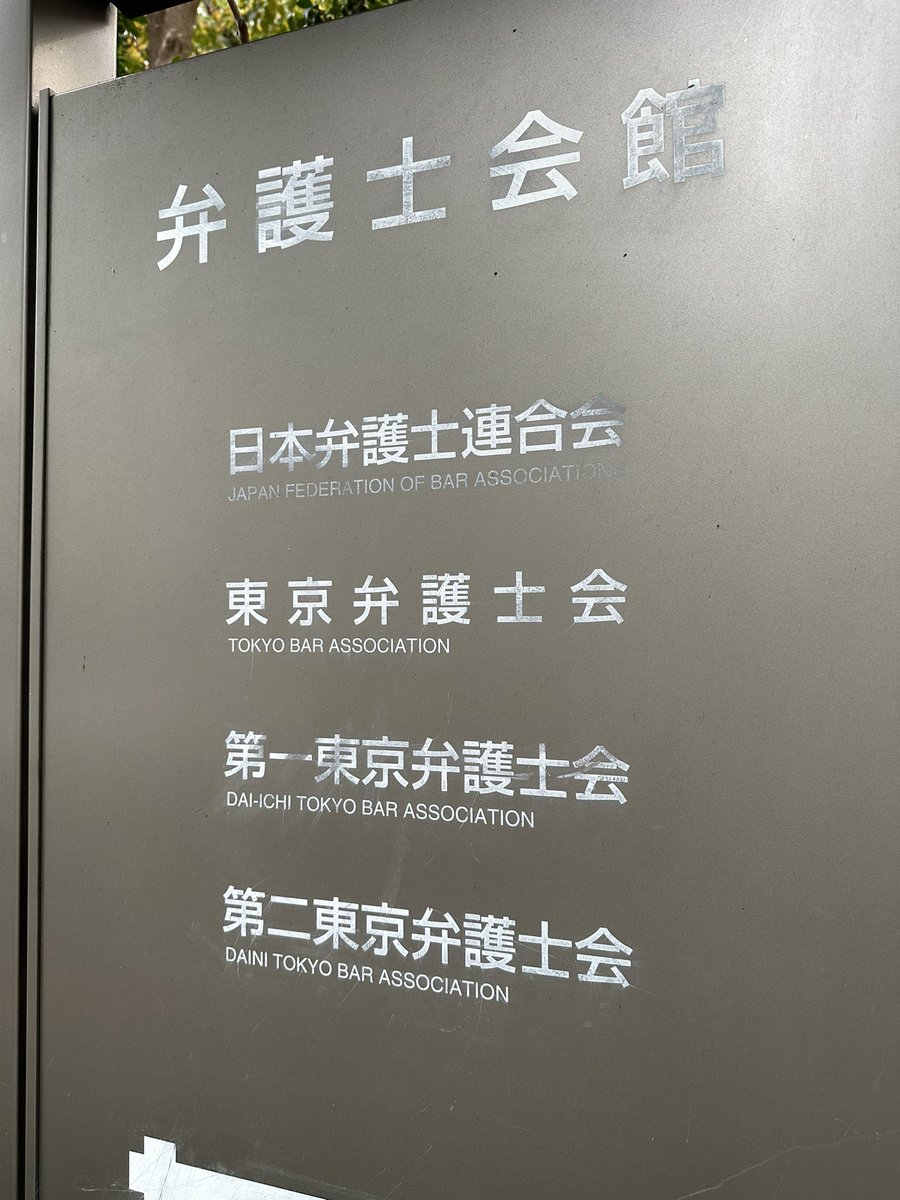 弁護士会館
日本弁護士連合会
JAPAN FEDERATION OF BAR ASSOCIATIONS
東京弁護士会
TOKYO BAR ASSOCIATION
第一東京弁護士会
DAI-ICHI TOKYO BAR ASSOCIATION
第二東京弁護士会
DAINI TOKYO BAR ASSOCIATION